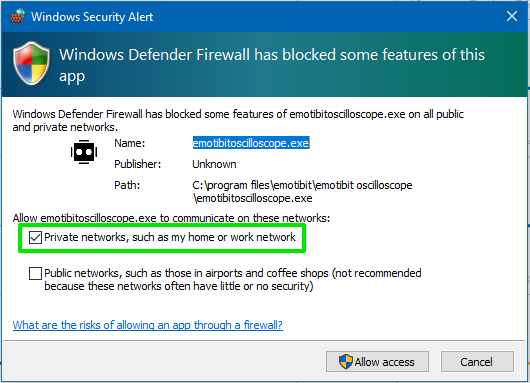 Windows Security Alert
Windows Defender Firewall has blocked some features of this
app
Windows Defender Firewall has blocked some features of emotibitoscilloscope.exe on all public
and private networks.
Name: emotibitoscilloscope.exe
Publisher: Unknown
Path: C:\program files\emotibit\emotibit oscilloscope
\emotibitoscilloscope.exe
Allow emotibitoscilloscope.exe to communicate on these networks:
Private networks, such as my home or work network
Public networks, such as those in airports and coffee shops (not recommended
because these networks often have little or no security)
What are the risks of allowing an app through a firewall?
Allow access Cancel